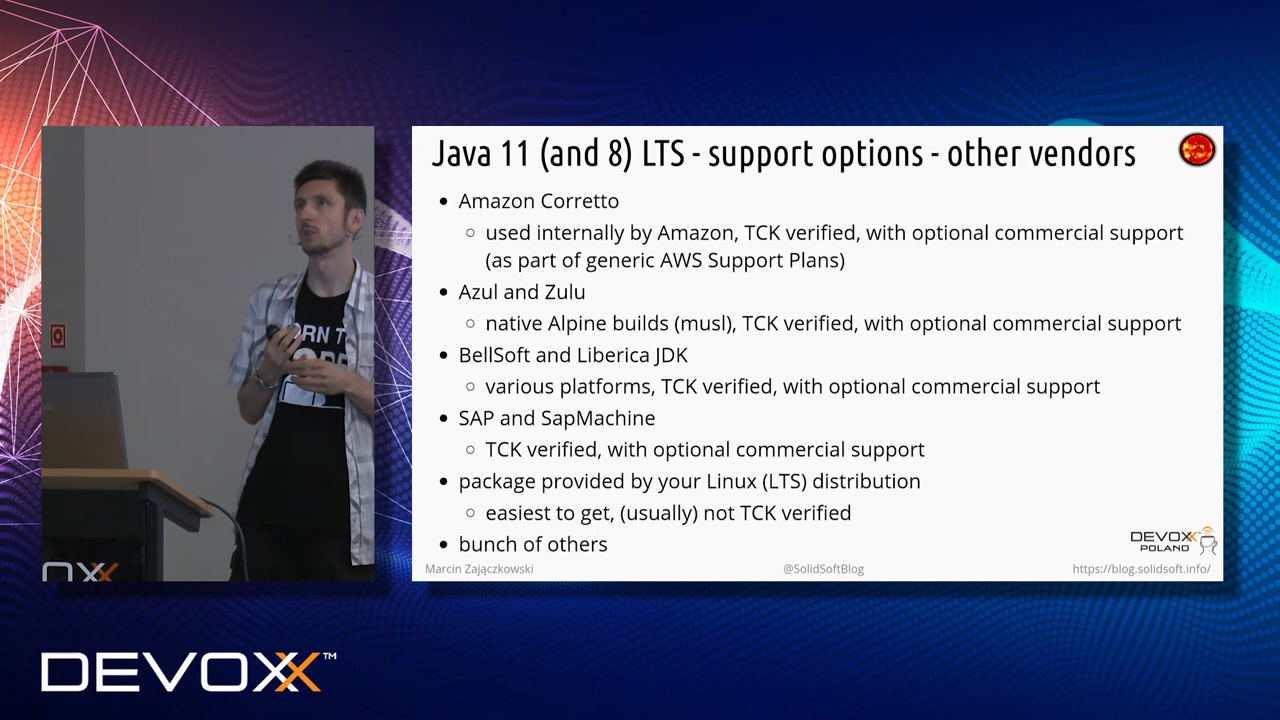 Java 11 (and 8) LTS - support options - other vendors
Amazon Corretto
used internally by Amazon, TCK verified, with optional commercial support
(as part of generic AWS Support Plans)
Azul and Zulu
native Alpine builds (musl), TCK verified, with optional commercial support
BellSoft and Liberica JDK
various platforms, TCK verified, with optional commercial support
SAP and SapMachine
TCK verified, with optional commercial support
package provided by your Linux (LTS) distribution
easiest to get, (usually) not TCK verified
bunch of others
DEVOXX™
POLAND
Marcin Zajączkowski
@SolidSoftBlog
https://blog.solidsoft.info/
DEVOXX™